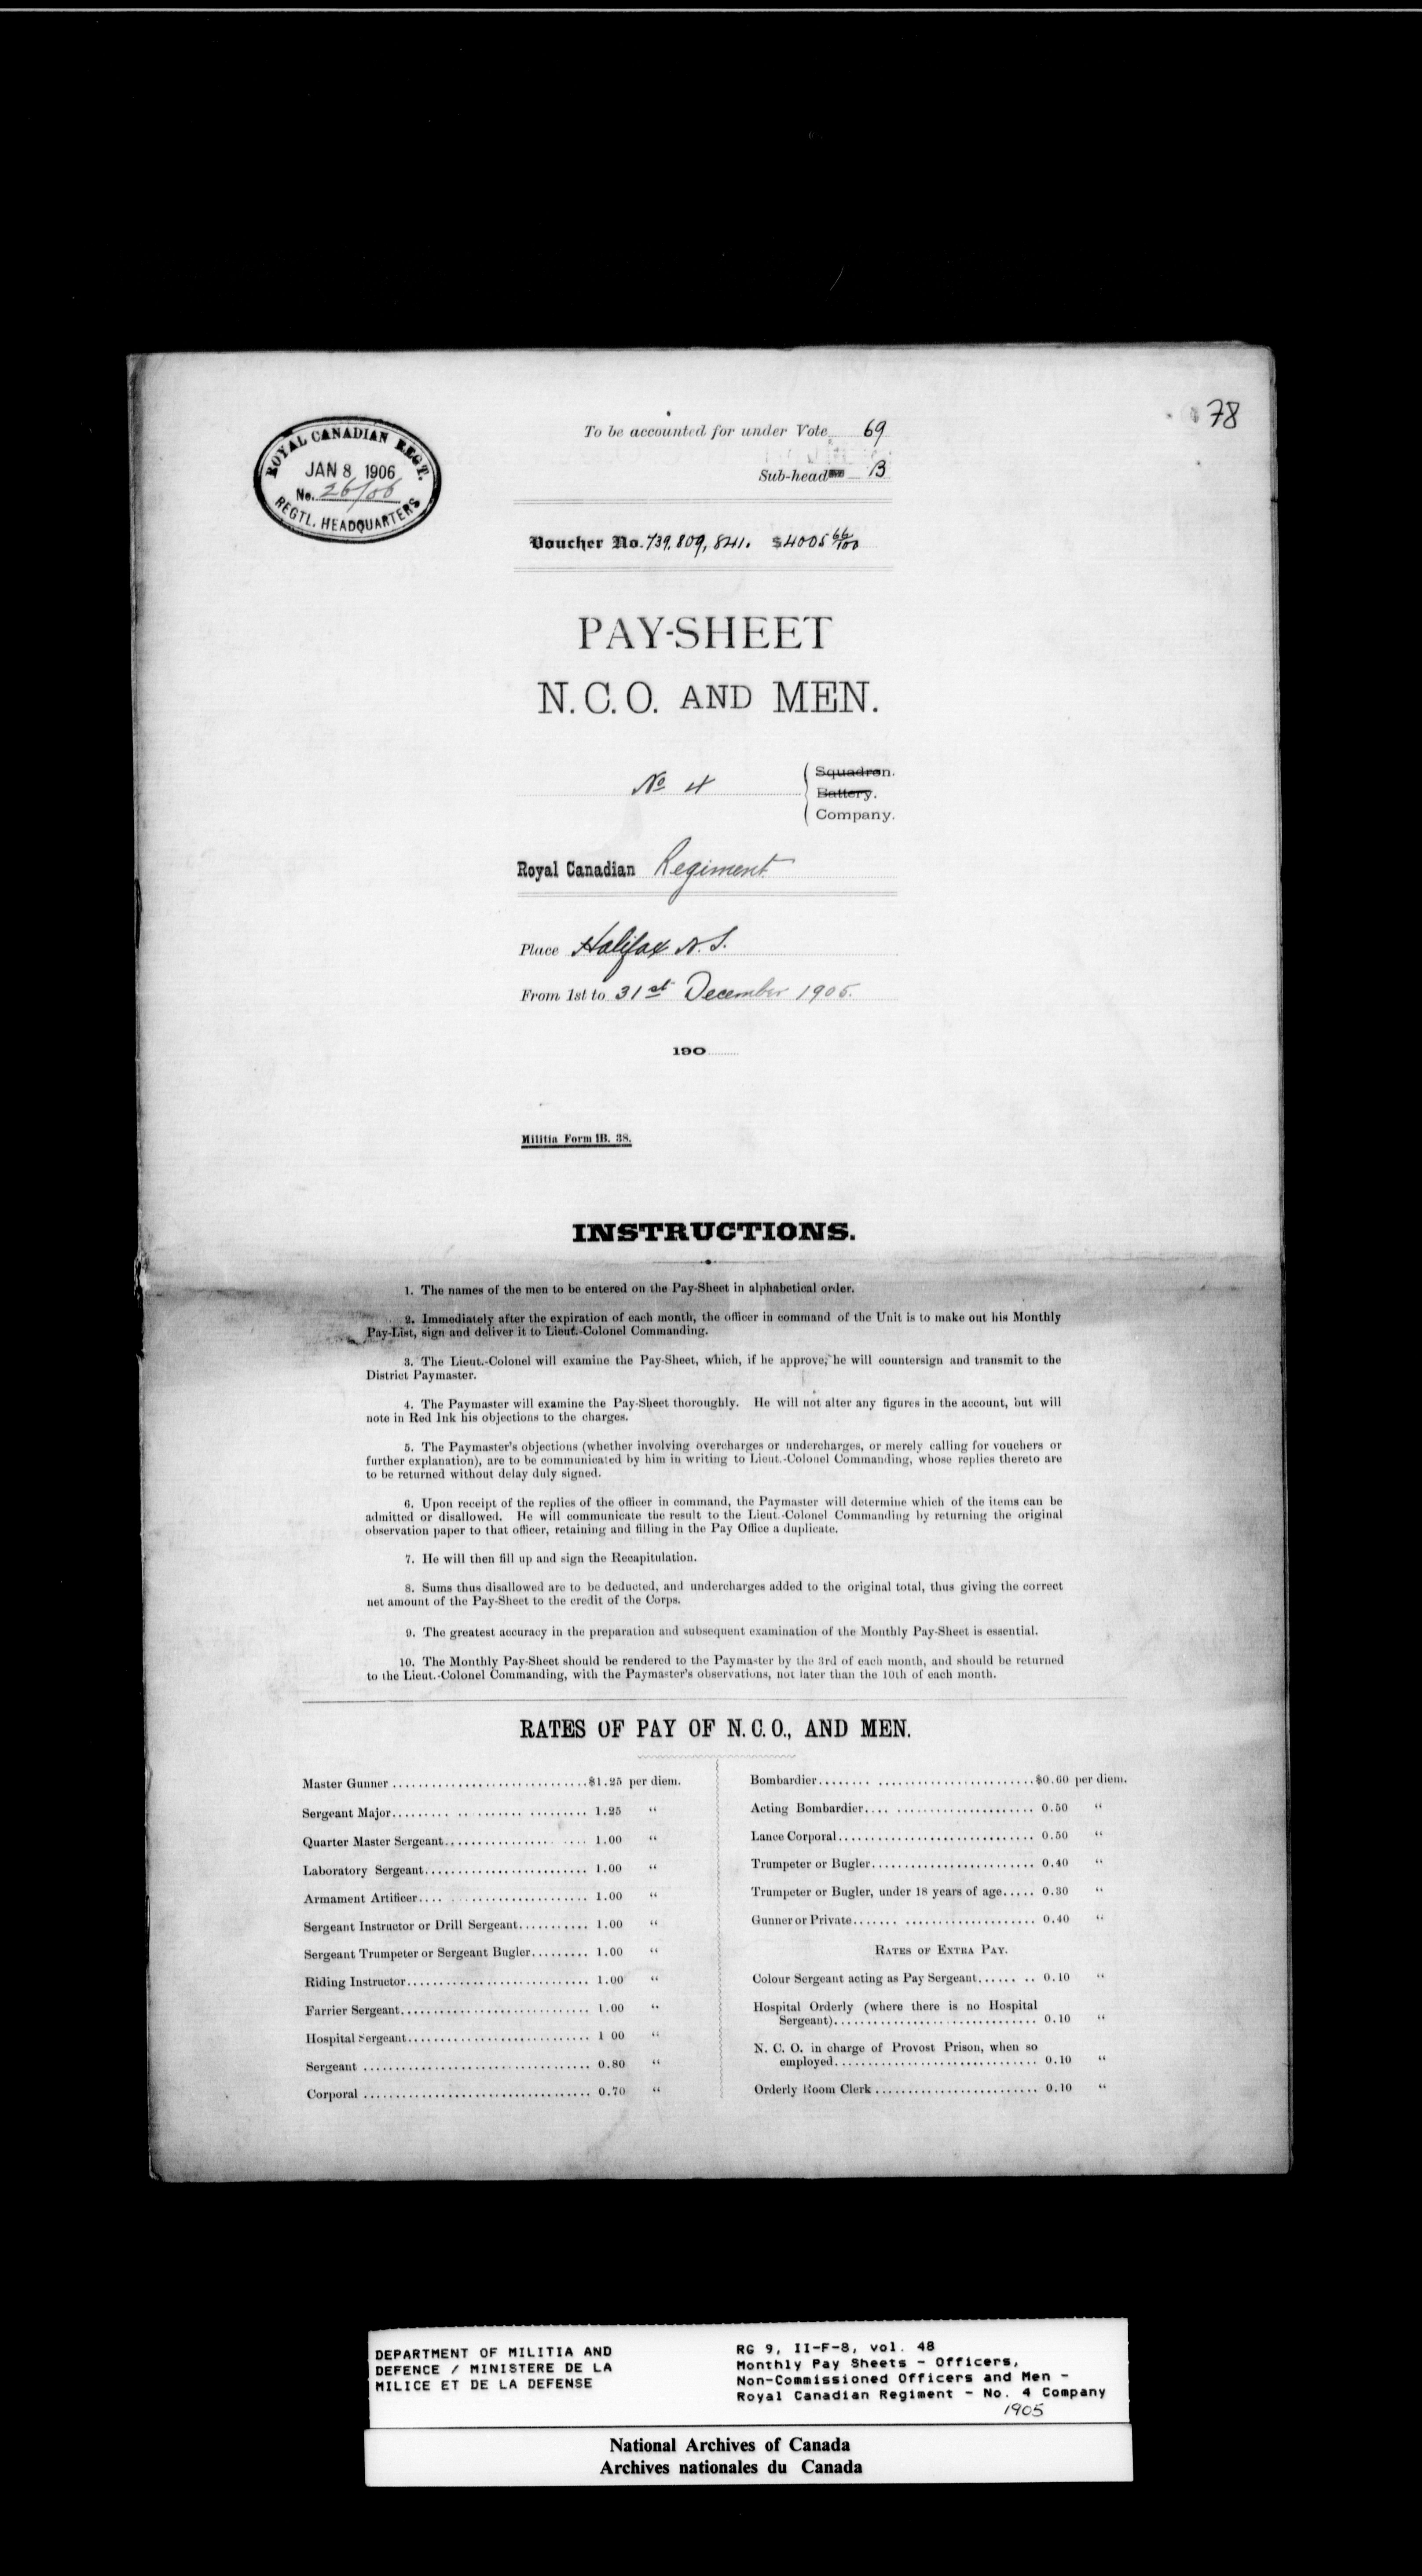 78
ROYAL CANADIAN REGT.
JAN 8 1906
No. 26/06
REGTL. HEADQUARTERS
To be accounted for under Vote 69
Sub-head B
Voucher No. 739, 809, 841. $4005 66/100
PAY-SHEET
N.C.O. AND MEN.
Squadron.
No 4 Battery.
Company.
Royal Canadian Regiment
Place Halifax N.S.
From 1st to 31st December 1905.
190
Militia Form B. 38.
INSTRUCTIONS.
1. The names of the men to be entered on the Pay-Sheet in alphabetical order.
2. Immediately after the expiration of each month, the officer in command of the Unit is to make out his Monthly
Pay-List, sign and deliver it to Lieut.-Colonel Commanding.
3. The Lieut.-Colonel will examine the Pay-Sheet, which, if he approve, he will countersign and transmit to the
District Paymaster.
4. The Paymaster will examine the Pay-Sheet thoroughly. He will not alter any figures in the account, but will
note in Red Ink his objections to the charges.
5. The Paymaster's objections (whether involving overcharges or undercharges, or merely calling for vouchers or
further explanation), are to be communicated by him in writing to Lieut.-Colonel Commanding, whose replies thereto are
to be returned without delay duly signed.
6. Upon receipt of the replies of the officer in command, the Paymaster will determine which of the items can be
admitted or disallowed. He will communicate the result to the Lieut.-Colonel Commanding by returning the original
observation paper to that officer, retaining and filling in the Pay Office a duplicate.
7. He will then fill up and sign the Recapitulation.
8. Sums thus disallowed are to be deducted, and undercharges added to the original total, thus giving the correct
net amount of the Pay-Sheet to the credit of the Corps.
9. The greatest accuracy in the preparation and subsequent examination of the Monthly Pay-Sheet is essential.
10. The Monthly Pay-Sheet should be rendered to the Paymaster by the 3rd of each month, and should be returned
to the Lieut.-Colonel Commanding, with the Paymaster's observations, not later than the 10th of each month.
RATES OF PAY OF N.C.O., AND MEN.
Master Gunner $1.25 per diem.
Sergeant Major 1.25 "
Quarter Master Sergeant 1.00 "
Laboratory Sergeant 1.00 "
Armament Artificer 1.00 "
Sergeant Instructor or Drill Sergeant 1.00 "
Sergeant Trumpeter or Sergeant Bugler 1.00 "
Riding Instructor 1.00 "
Farrier Sergeant 1.00 "
Hospital Sergeant 1 00 "
Sergeant 0.80 "
Corporal 0.70 "
Bombardier $0.60 per diem.
Acting Bombardier 0.50 "
Lance Corporal 0.50 "
Trumpeter or Bugler 0.40 "
Trumpeter or Bugler, under 18 years of age 0.30 "
Gunner or Private 0.40 "
RATES OF EXTRA PAY.
Colour Sergeant acting as Pay Sergeant 0.10 "
Hospital Orderly (where there is no Hospital
Sergeant) 0.10 "
N. C. O. in charge of Provost Prison, when so
employed 0.10 "
Orderly Room Clerk 0.10 "
DEPARTMENT OF MILITIA AND
DEFENCE / MINISTERE DE LA
MILICE ET DE LA DEFENSE
RG 9, II-F-8, vol. 48
Monthly Pay Sheets - Officers,
Non-Commissioned Officers and Men -
Royal Canadian Regiment - No. 4 Company
1905
National Archives of Canada
Archives nationales du Canada